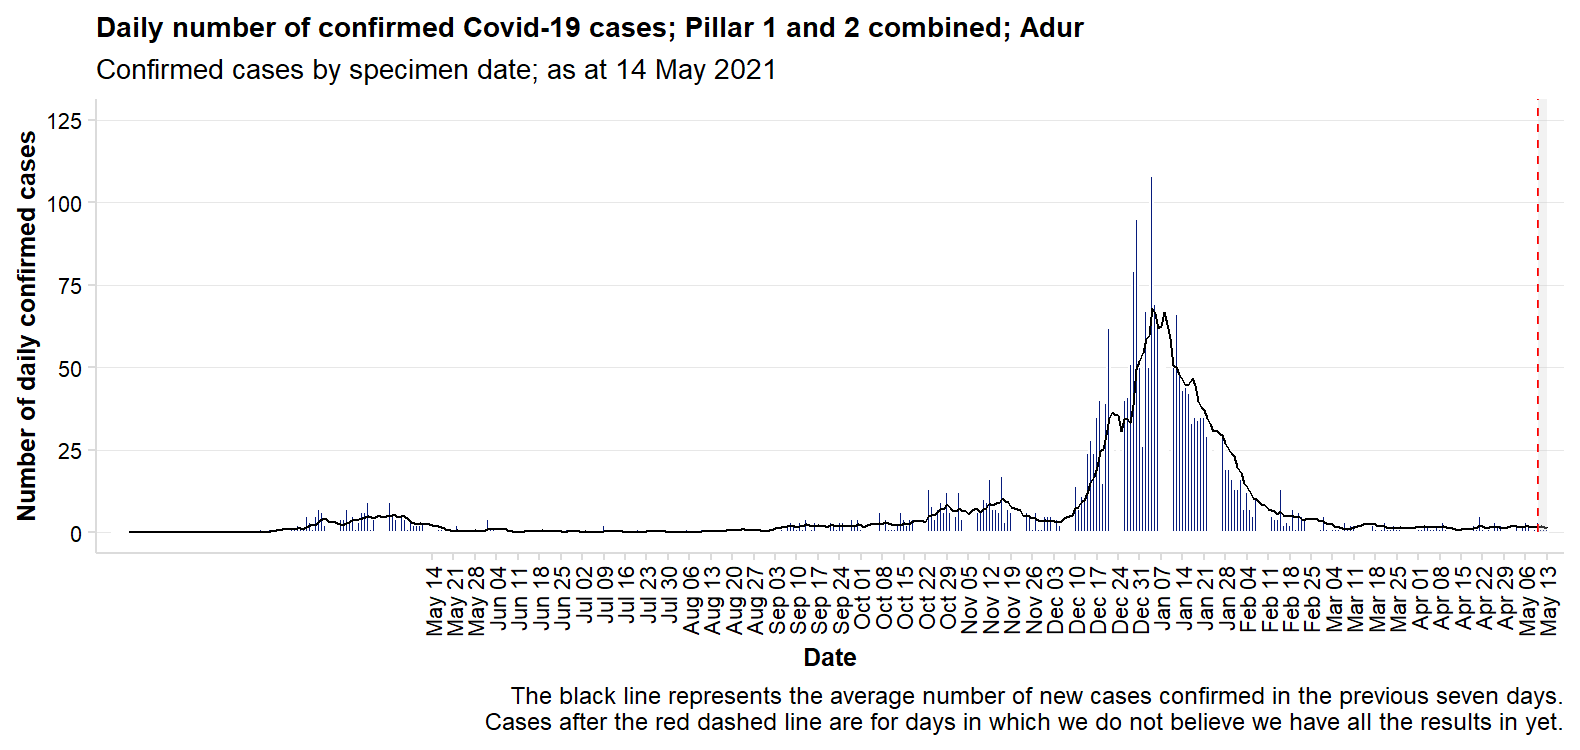 Daily number of confirmed Covid-19 cases; Pillar 1 and 2 combined; Adur
Confirmed cases by specimen date; as at 14 May 2021
Number of daily confirmed cases
125
100
75
50
25
0
May 14
May 21
May 28
Jun 04
Jun 11
Jun 18
Jun 25
Jul 02
Jul 09
Jul 16
Jul 23
Jul 30
Aug 06
Aug 13
Aug 20
Aug 27
Sep 03
Sep 10
Sep 17
Sep 24
Oct 01
Oct 08
Oct 15
Oct 22
Oct 29
Nov 05
Nov 12
Nov 19
Nov 26
Dec 03
Dec 10
Dec 17
Dec 24
Dec 31
Jan 07
Jan 14
Jan 21
Jan 28
Feb 04
Feb 11
Feb 18
Feb 25
Mar 04
Mar 11
Mar 18
Mar 25
Apr 01
Apr 08
Apr 15
Apr 22
Apr 29
May 06
May 13
Date
The black line represents the average number of new cases confirmed in the previous seven days.
Cases after the red dashed line are for days in which we do not believe we have all the results in yet.